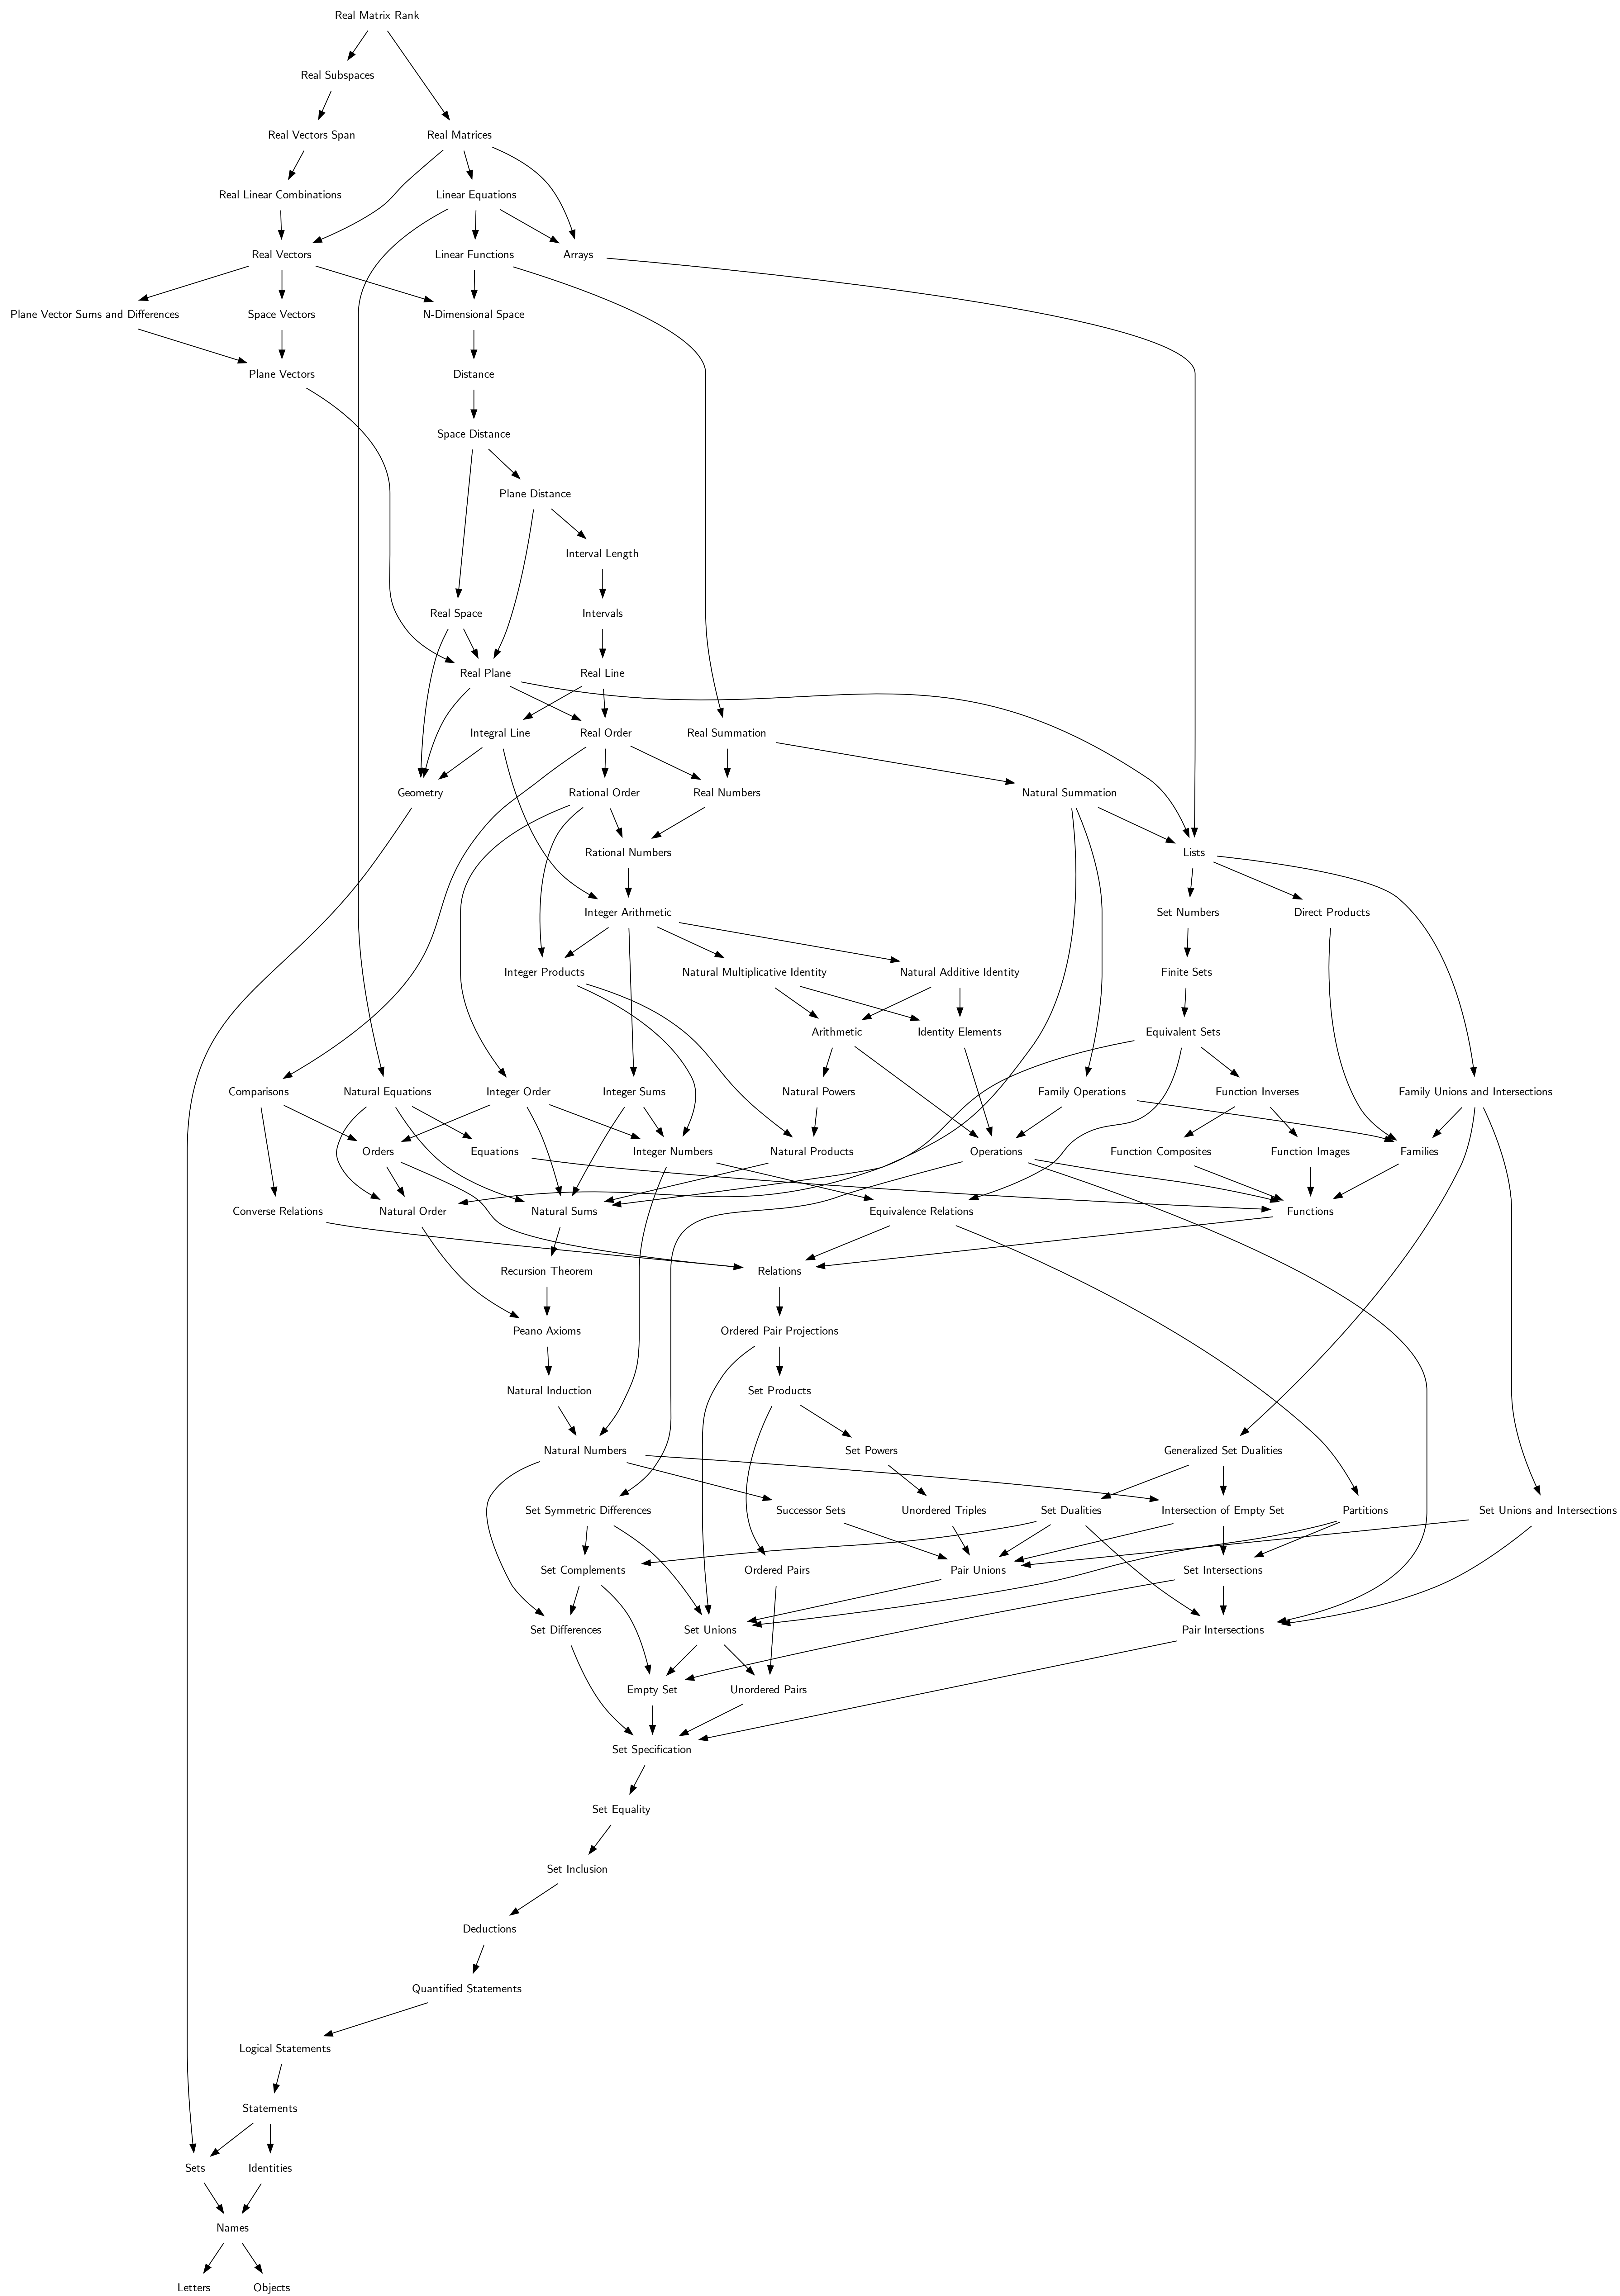 Real Matrix Rank
Real Subspaces
Real Vectors Span
Real Matrices
Real Linear Combinations
Linear Equations
Real Vectors
Linear Functions
Arrays
Plane Vector Sums and Differences
Space Vectors
N-Dimensional Space
Plane Vectors
Distance
Space Distance
Plane Distance
Interval Length
Real Space
Intervals
Real Plane
Real Line
Integral Line
Real Order
Real Summation
Geometry
Rational Order
Real Numbers
Natural Summation
Rational Numbers
Lists
Integer Arithmetic
Set Numbers
Direct Products
Integer Products
Natural Multiplicative Identity
Natural Additive Identity
Finite Sets
Arithmetic
Identity Elements
Equivalent Sets
Comparisons
Natural Equations
Integer Order
Integer Sums
Natural Powers
Family Operations
Function Inverses
Family Unions and Intersections
Orders
Equations
Integer Numbers
Natural Products
Operations
Function Composites
Function Images
Families
Converse Relations
Natural Order
Natural Sums
Equivalence Relations
Functions
Recursion Theorem
Relations
Peano Axioms
Ordered Pair Projections
Natural Induction
Set Products
Natural Numbers
Set Powers
Generalized Set Dualities
Set Symmetric Differences
Successor Sets
Unordered Triples
Set Dualities
Intersection of Empty Set
Partitions
Set Unions and Intersections
Set Complements
Ordered Pairs
Pair Unions
Set Intersections
Set Differences
Set Unions
Pair Intersections
Empty Set
Unordered Pairs
Set Specification
Set Equality
Set Inclusion
Deductions
Quantified Statements
Logical Statements
Statements
Sets
Identities
Names
Letters
Objects